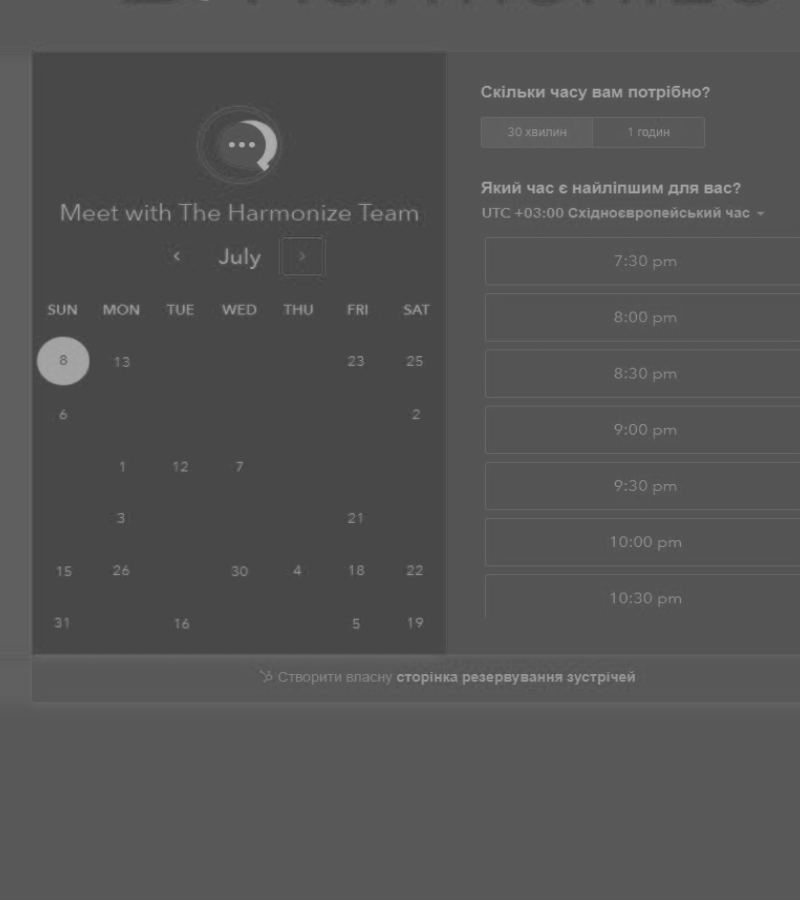 Meet with The Harmonize Team
July
SUN MON TUE WED THU FRI SAT
8 13 23 25
6 2
1 12 7
3 21
15 26 30 4 18 22
31 16 5 19
Скільки часу вам потрібно?
30 хвилин 1 годин
Який час є найліпшим для вас?
UTC +03:00 Східноєвропейський час
7:30 pm
8:00 pm
8:30 pm
9:00 pm
9:30 pm
10:00 pm
10:30 pm
Створити власну сторінка резервування зустрічей